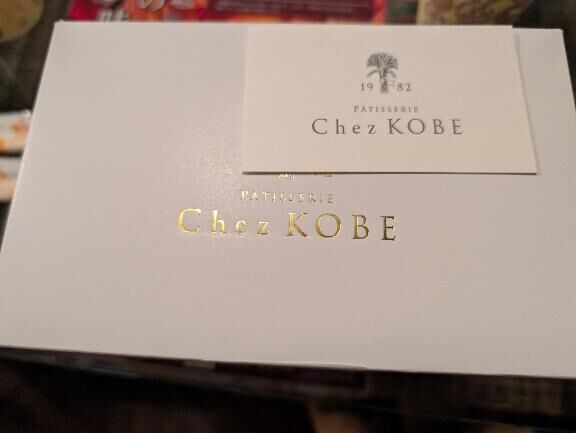 19 82
PÂTISSERIE
Chez KOBE
PÂTISSERIE
Chez KOBE